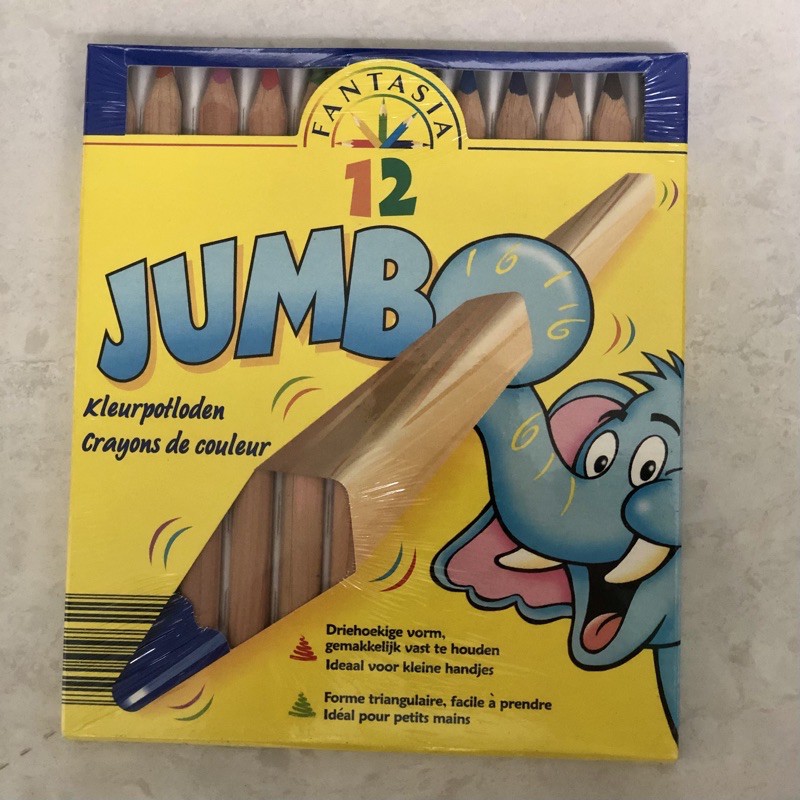 FANTASIA
12
JUMBO
Kleurpotloden
Crayons de couleur
Driehoekige vorm,
gemakkelijk vast te houden
Ideaal voor kleine handjes
Forme triangulaire, facile à prendre
Idéal pour petits mains